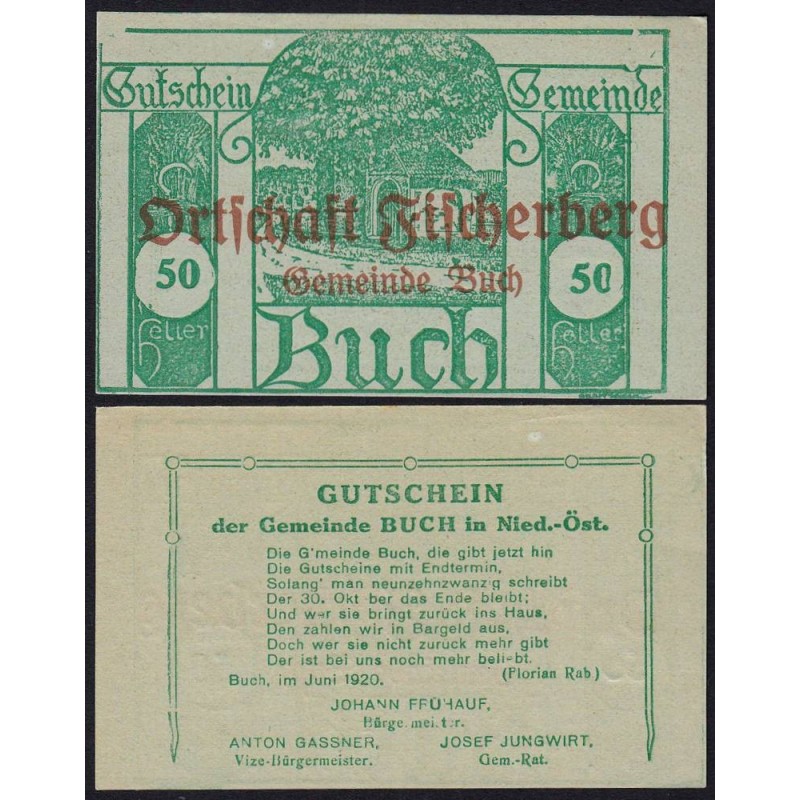 Gutschein Gemeinde
Ortschaft Fischerberg
Gemeinde Buch
50 50
Heller Heller
Buch
GUTSCHEIN
der Gemeinde BUCH in Nied.-Öst.
Die G'meinde Buch, die gibt jetzt hin
Die Gutscheine mit Endtermin,
Solang' man neunzehnzwanz g schreibt
Der 30. Okt ber das Ende bleibt;
Und wer sie bringt zurück ins Haus,
Den zahlen wir in Bargeld aus,
Doch wer sie nicht zurück mehr gibt
Der ist bei uns noch mehr beli-bt.
Buch, im Juni 1920. (Florian Rab)
JOHANN FRÜHAUF,
Bürge meister.
ANTON GASSNER, JOSEF JUNGWIRT,
Vize-Bürgermeister. Gem.-Rat.